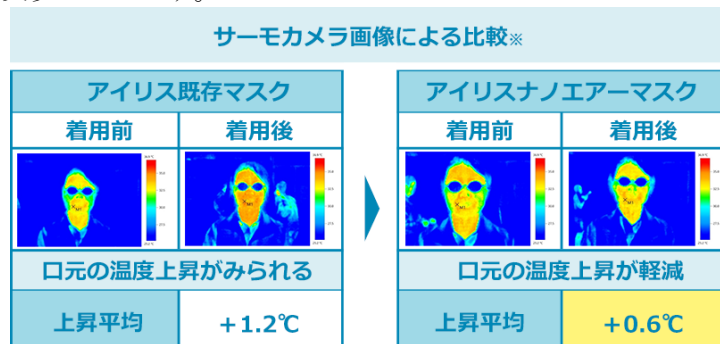 サーモカメラ画像による比較※
アイリス既存マスク
着用前
着用後
口元の温度上昇がみられる
上昇平均
+1.2℃
アイリスナノエアーマスク
着用前
着用後
口元の温度上昇が軽減
上昇平均
+0.6℃